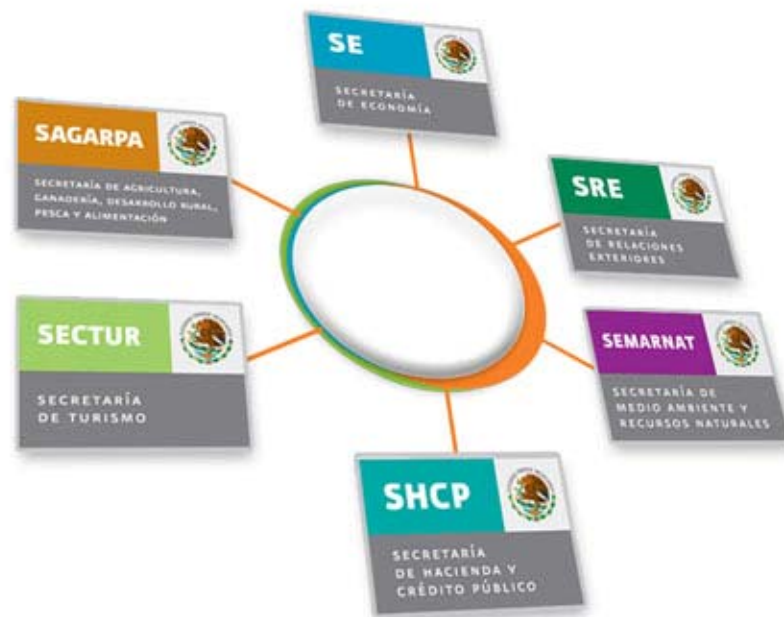 SE
SECRETARÍA
DE ECONOMÍA
SAGARPA
SECRETARÍA DE AGRICULTURA,
GANADERÍA, DESARROLLO RURAL,
PESCA Y ALIMENTACIÓN
SRE
SECRETARÍA
DE RELACIONES
EXTERIORES
SECTUR
SECRETARÍA
DE TURISMO
SEMARNAT
SECRETARÍA DE
MEDIO AMBIENTE Y
RECURSOS NATURALES
SHCP
SECRETARÍA
DE HACIENDA Y
CRÉDITO PÚBLICO